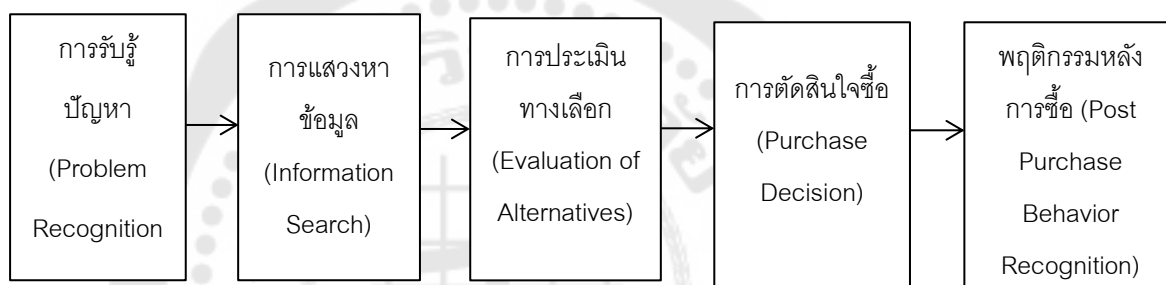 การรับรู้
ปัญหา
(Problem
Recognition
การแสวงหา
ข้อมูล
(Information
Search)
การประเมิน
ทางเลือก
(Evaluation of
Alternatives)
การตัดสินใจซื้อ
(Purchase
Decision)
พฤติกรรมหลัง
การซื้อ (Post
Purchase
Behavior
Recognition)